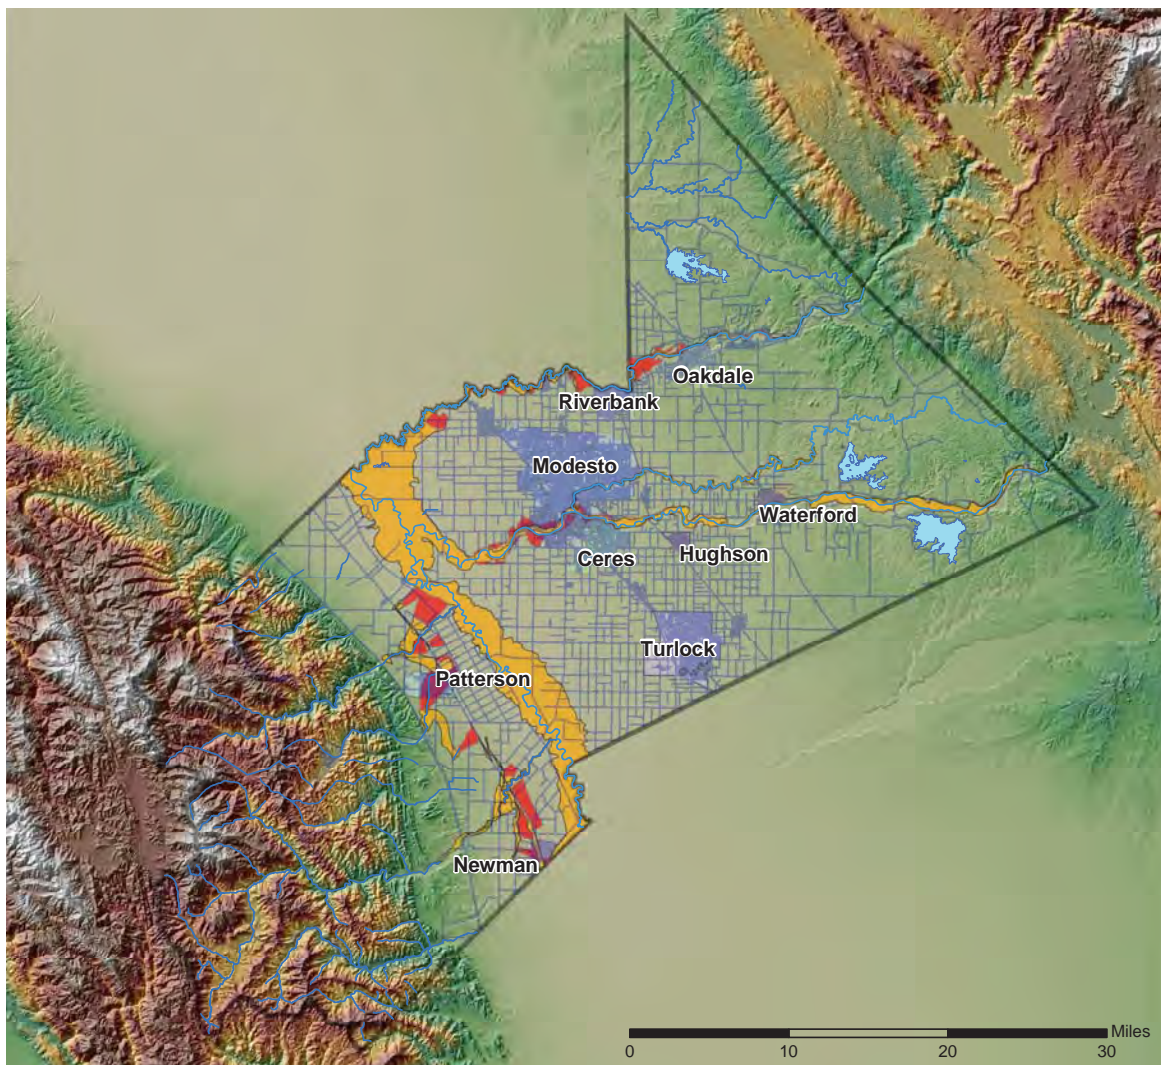 Oakdale
Riverbank
Modesto
Waterford
Ceres
Hughson
Turlock
Patterson
Newman
Miles
0 10 20 30